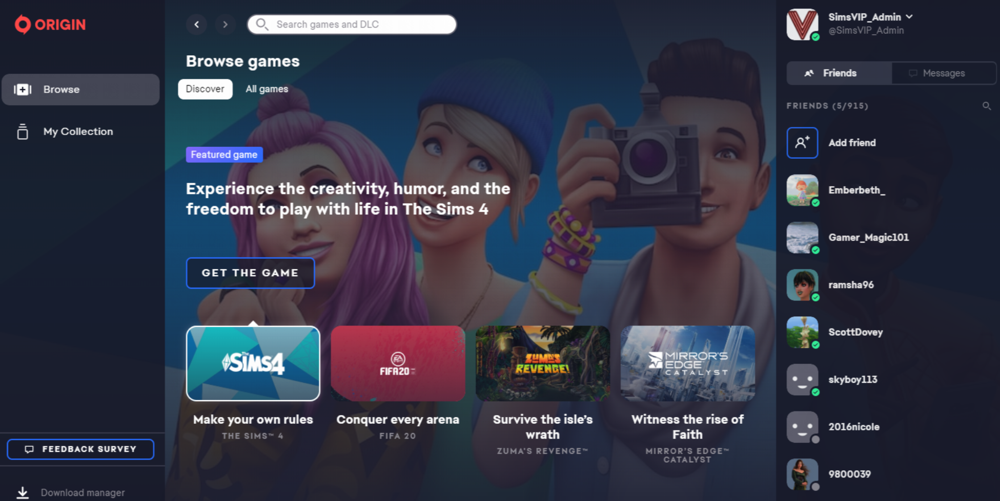 ORIGIN
Browse
My Collection
FEEDBACK SURVEY
Download manager
Search games and DLC
Browse games
Discover
All games
Featured game
Experience the creativity, humor, and the
freedom to play with life in The Sims 4
GET THE GAME
The SiMS4
Make your own rules
THE SIMS™ 4
EA
FIFA20
Conquer every arena
FIFA 20
ZUMA'S
REVENGE!
Survive the isle's
wrath
ZUMA'S REVENGE™
MIRROR'S
EDGE™
CATALYST
Witness the rise of
Faith
MIRROR'S EDGE™
CATALYST
SimsVIP_Admin
@SimsVIP_Admin
Friends
Messages
FRIENDS (5/915)
Add friend
Emberbeth_
Gamer_Magic101
ramsha96
ScottDovey
skyboy113
2016nicole
9800039